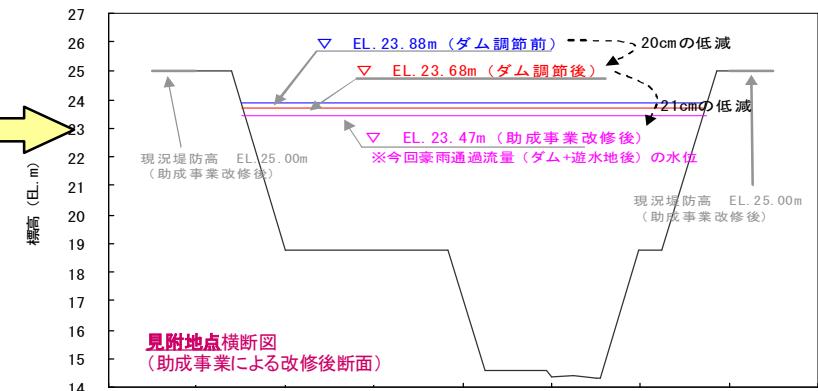 27
26
25
24
23
22
21
20
19
18
17
16
15
14
標高 (EL.m)
▽ EL.23.88m (ダム調節前)
20cmの低減
▽ EL.23.68m (ダム調節後)
21cmの低減
▽ EL.23.47m (助成事業改修後)
※今回豪雨通過流量 (ダム+遊水地後) の水位
現況堤防高 EL.25.00m
(助成事業改修後)
現況堤防高 EL.25.00m
(助成事業改修後)
見附地点横断図
(助成事業による改修後断面)